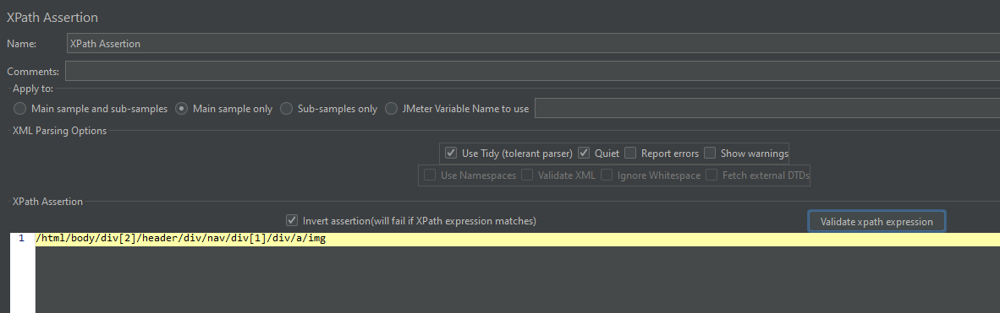 XPath Assertion
Name: XPath Assertion
Comments:
Apply to:
Main sample and sub-samples Main sample only Sub-samples only JMeter Variable Name to use
XML Parsing Options
Use Tidy (tolerant parser) Quiet Report errors Show warnings
Use Namespaces Validate XML Ignore Whitespace Fetch external DTDs
XPath Assertion
Invert assertion(will fail if XPath expression matches) Validate xpath expression
1 /html/body/div[2]/header/div/nav/div[1]/div/a/img